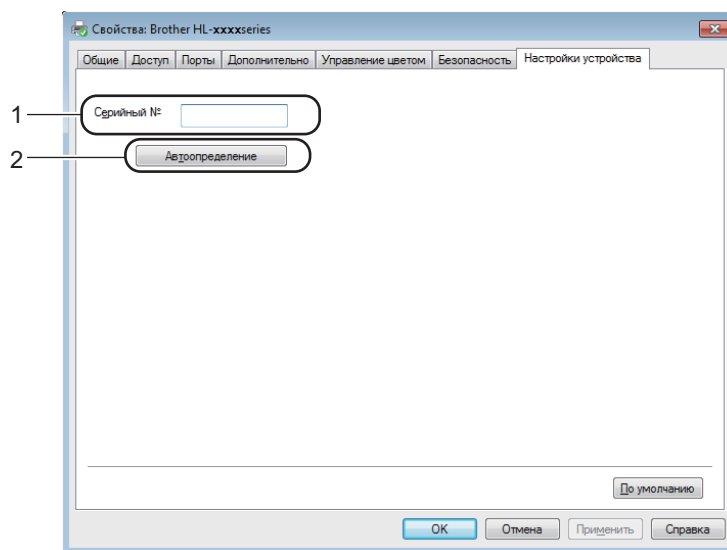 Свойства: Brother HL-xxxxseries
Общие Доступ Порты Дополнительно Управление цветом Безопасность Настройки устройства
1 Серийный №
2 Автоопределение
По умолчанию
OK Отмена Применить Справка